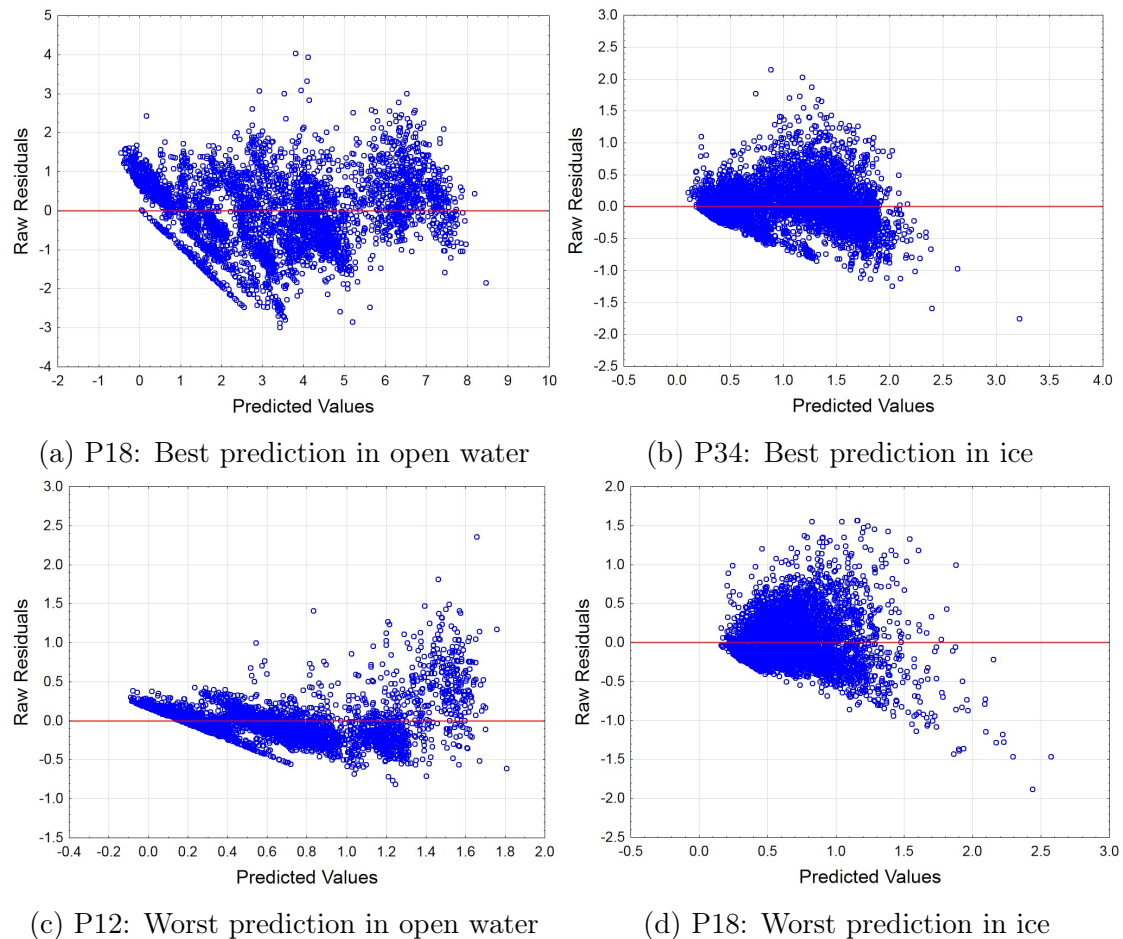 5
4
3
2
1
0
-1
-2
-3
-4
Raw Residuals
-2 -1 0 1 2 3 4 5 6 7 8 9 10
Predicted Values
(a) P18: Best prediction in open water
3.0
2.5
2.0
1.5
1.0
0.5
0.0
-0.5
-1.0
-1.5
-2.0
-2.5
Raw Residuals
-0.5 0.0 0.5 1.0 1.5 2.0 2.5 3.0 3.5 4.0
Predicted Values
(b) P34: Best prediction in ice
3.0
2.5
2.0
1.5
1.0
0.5
0.0
-0.5
-1.0
-1.5
Raw Residuals
-0.4 -0.2 0.0 0.2 0.4 0.6 0.8 1.0 1.2 1.4 1.6 1.8 2.0
Predicted Values
(c) P12: Worst prediction in open water
2.0
1.5
1.0
0.5
0.0
-0.5
-1.0
-1.5
-2.0
-2.5
Raw Residuals
-0.5 0.0 0.5 1.0 1.5 2.0 2.5 3.0
Predicted Values
(d) P18: Worst prediction in ice